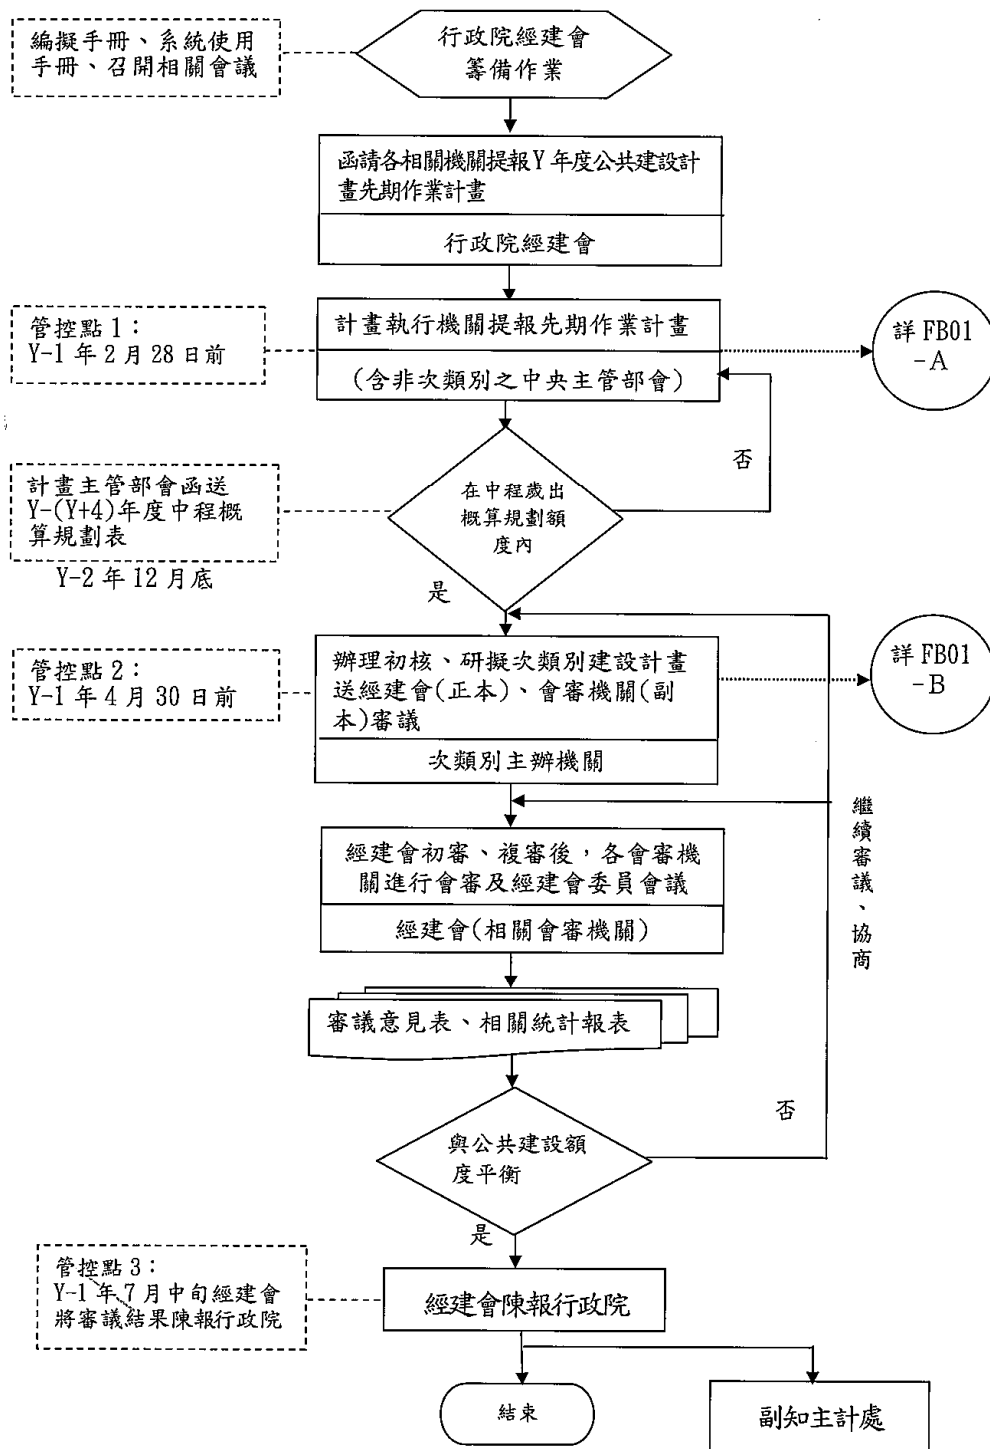 編擬手冊、系統使用
手冊、召開相關會議
行政院經建會
籌備作業
函請各相關機關提報Y年度公共建設計
畫先期作業計畫
行政院經建會
管控點1：
Y-1年2月28日前
計畫執行機關提報先期作業計畫
(含非次類別之中央主管部會)
詳FB01
-A
否
計畫主管部會函送
Y-(Y+4)年度中程概
算規劃表
Y-2年12月底
在中程歲出
概算規劃額
度內
是
管控點2：
Y-1年4月30日前
辦理初核、研擬次類別建設計畫
送經建會(正本)、會審機關(副
本)審議
次類別主辦機關
詳FB01
-B
繼續審議、協商
經建會初審、複審後，各會審機
關進行會審及經建會委員會議
經建會(相關會審機關)
審議意見表、相關統計報表
與公共建設額
度平衡
否
是
管控點3：
Y-1年7月中旬經建會
將審議結果陳報行政院
經建會陳報行政院
結束
副知主計處